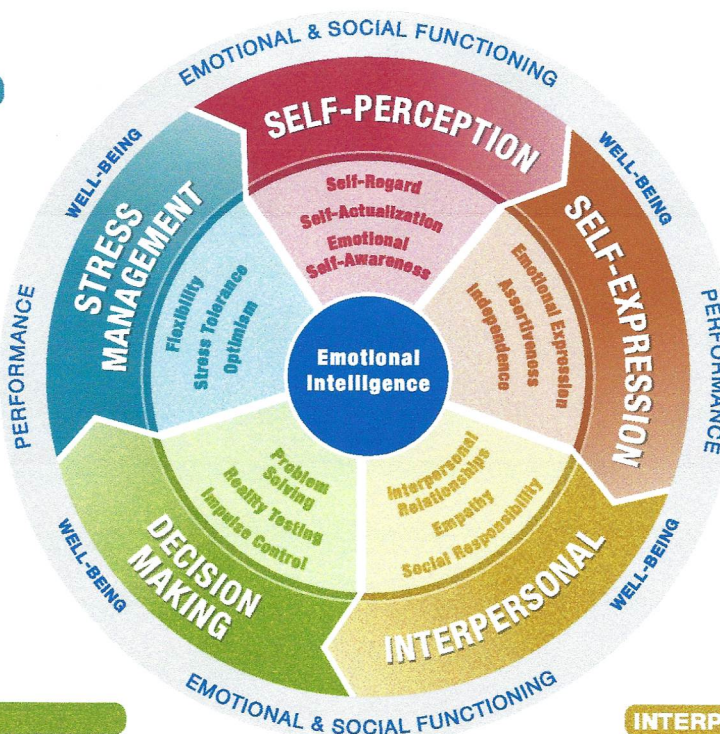 EMOTIONAL & SOCIAL FUNCTIONING
WELL-BEING
WELL-BEING
SELF-PERCEPTION
Self-Regard
Self-Actualization
Emotional
Self-Awareness
SELF-EXPRESSION
Emotional Expression
Assertiveness
Independence
STRESS
MANAGEMENT
Flexibility
Stress Tolerance
Optimism
PERFORMANCE
PERFORMANCE
Emotional
Intelligence
Problem
Solving
Reality Testing
Impulse Control
DECISION
MAKING
Interpersonal
Relationships
Empathy
Social Responsibility
INTERPERSONAL
WELL-BEING
WELL-BEING
EMOTIONAL & SOCIAL FUNCTIONING
INTERP